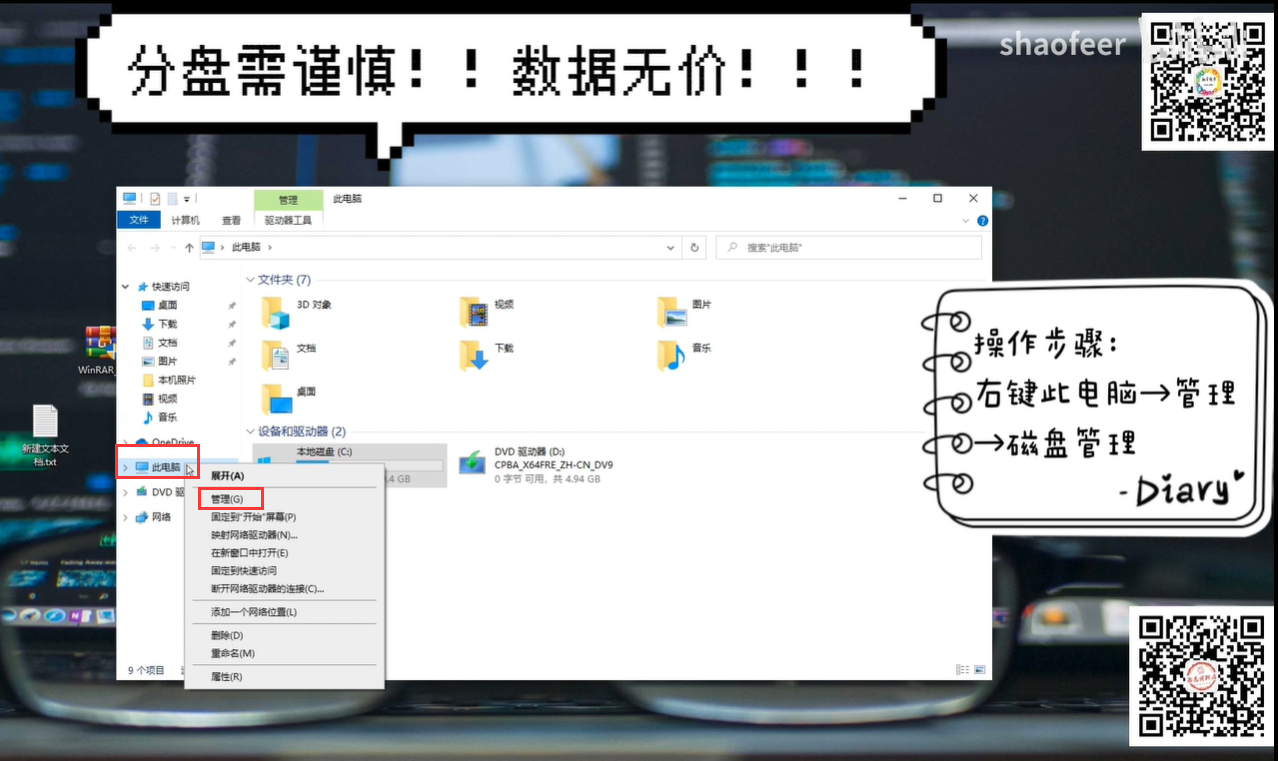 分盘需谨慎！！数据无价！！！
shaofeer
管理
此电脑
文件
计算机
查看
驱动器工具
此电脑
搜索"此电脑"
快速访问
桌面
下载
文档
图片
本机照片
视频
音乐
OneDrive
此电脑
DVD 驱
网络
文件夹 (7)
3D 对象
视频
图片
文档
下载
音乐
桌面
设备和驱动器 (2)
本地磁盘 (C:)
.4 GB
DVD 驱动器 (D:)
CPBA_X64FRE_ZH-CN_DV9
0 字节 可用，共 4.94 GB
展开(A)
管理(G)
固定到"开始"屏幕(P)
映射网络驱动器(N)...
在新窗口中打开(E)
固定到快速访问
断开网络驱动器的连接(C)...
添加一个网络位置(L)
删除(D)
重命名(M)
属性(R)
9 个项目
WinRAR
新建文本文
档.txt
操作步骤：
右键此电脑→管理
→磁盘管理
-Diary